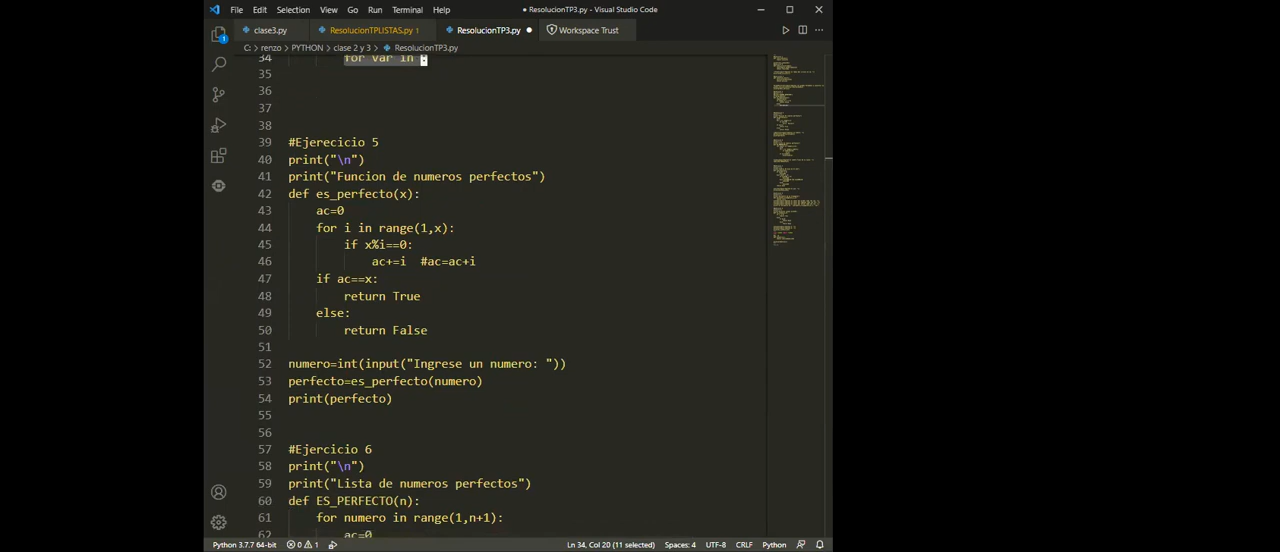 File Edit Selection View Go Run Terminal Help
● ResolucionTP3.py - Visual Studio Code
clase3.py ResolucionTPLISTAS.py 1 ResolucionTP3.py ● Workspace Trust
C: > renzo > PYTHON > clase 2 y 3 > ResolucionTP3.py
34 for var in :
35
36
37
38
39 #Ejerecicio 5
40 print("\n")
41 print("Funcion de numeros perfectos")
42 def es_perfecto(x):
43 ac=0
44 for i in range(1,x):
45 if x%i==0:
46 ac+=i #ac=ac+i
47 if ac==x:
48 return True
49 else:
50 return False
51
52 numero=int(input("Ingrese un numero: "))
53 perfecto=es_perfecto(numero)
54 print(perfecto)
55
56
57 #Ejercicio 6
58 print("\n")
59 print("Lista de numeros perfectos")
60 def ES_PERFECTO(n):
61 for numero in range(1,n+1):
62 ac=0
Python 3.7.7 64-bit 0 1 Ln 34, Col 20 (11 selected) Spaces: 4 UTF-8 CRLF Python